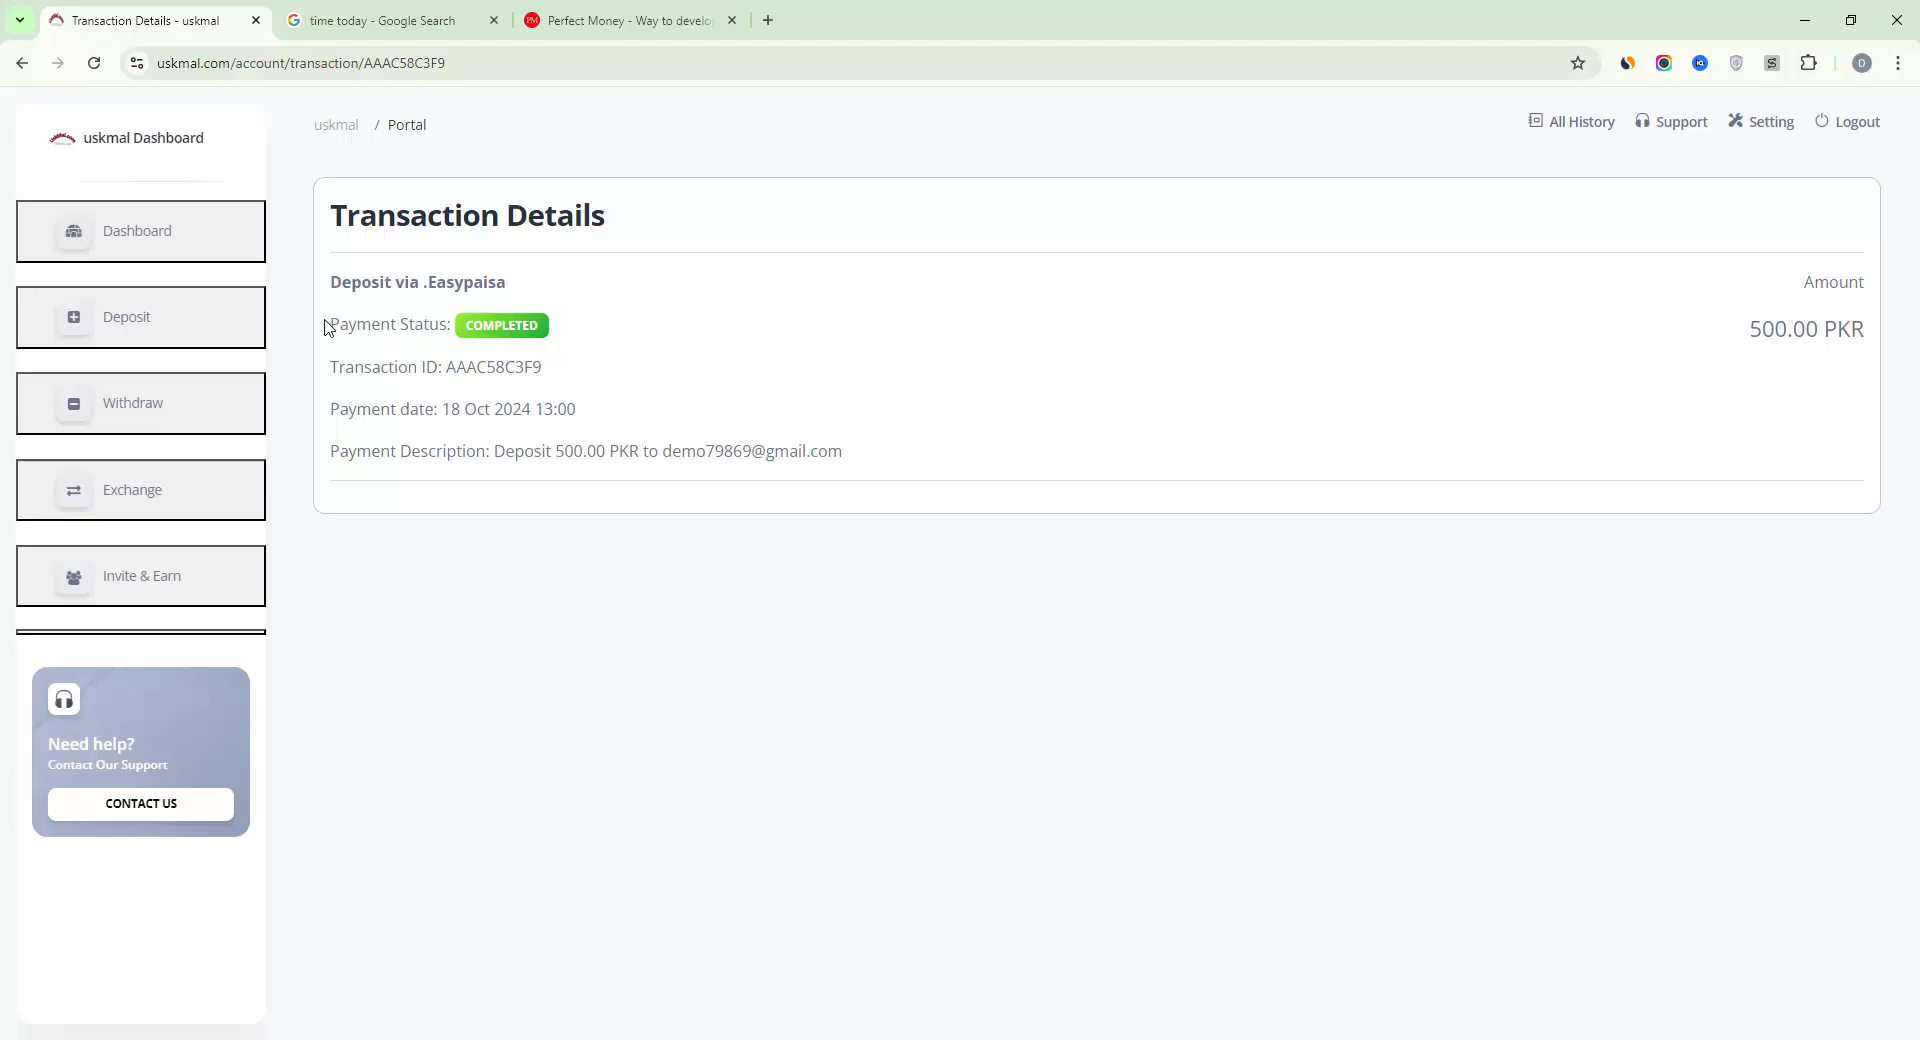 Transaction Details - uskmal
time today - Google Search
PM Perfect Money - Way to develo
uskmal.com/account/transaction/AAAC58C3F9
D
uskmal Dashboard
uskmal / Portal
All History
Support
Setting
Logout
Dashboard
Deposit
Withdraw
Exchange
Invite & Earn
Need help?
Contact Our Support
CONTACT US
Transaction Details
Deposit via .Easypaisa
Amount
Payment Status: COMPLETED
500.00 PKR
Transaction ID: AAAC58C3F9
Payment date: 18 Oct 2024 13:00
Payment Description: Deposit 500.00 PKR to demo79869@gmail.com